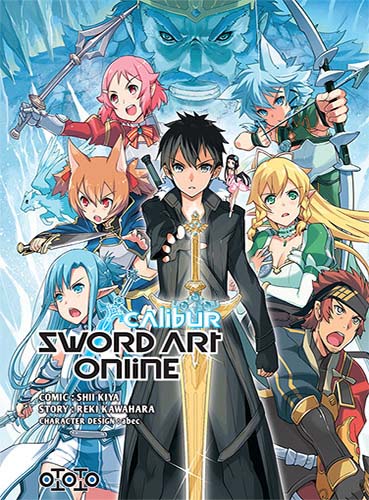 cAlibur
SWORD ARt
OnlinE
COMIC : SHII KIYA
STORY : REKI KAWAHARA
CHARACTER DESIGN : abec
OTOTO